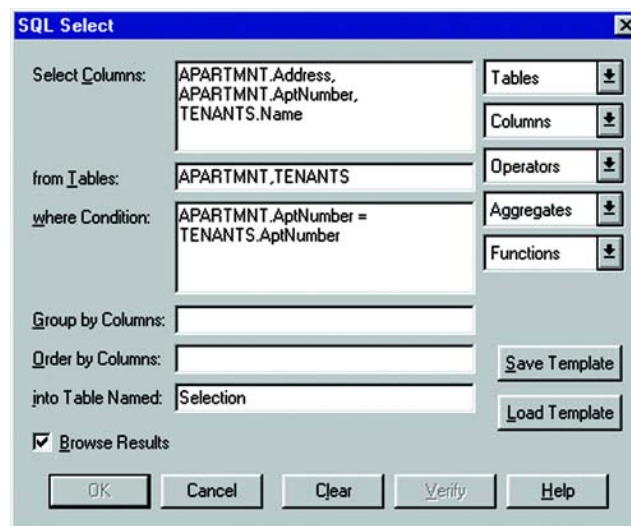 SQL Select
Select Columns:
APARTMNT.Address,
APARTMNT.AptNumber,
TENANTS.Name
Tables
Columns
from Tables:
APARTMNT,TENANTS
Operators
where Condition:
APARTMNT.AptNumber =
TENANTS.AptNumber
Aggregates
Functions
Group by Columns:
Order by Columns:
Save Template
into Table Named:
Selection
Load Template
Browse Results
OK
Cancel
Clear
Verify
Help